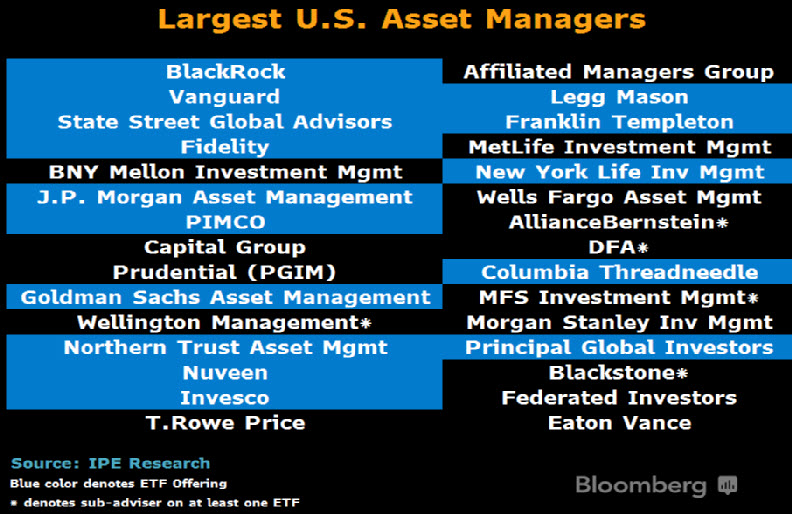 Largest U.S. Asset Managers
BlackRock
Vanguard
State Street Global Advisors
Fidelity
BNY Mellon Investment Mgmt
J.P. Morgan Asset Management
PIMCO
Capital Group
Prudential (PGIM)
Goldman Sachs Asset Management
Wellington Management*
Northern Trust Asset Mgmt
Nuveen
Invesco
T.Rowe Price
Affiliated Managers Group
Legg Mason
Franklin Templeton
MetLife Investment Mgmt
New York Life Inv Mgmt
Wells Fargo Asset Mgmt
AllianceBernstein*
DFA*
Columbia Threadneedle
MFS Investment Mgmt*
Morgan Stanley Inv Mgmt
Principal Global Investors
Blackstone*
Federated Investors
Eaton Vance
Source: IPE Research
Blue color denotes ETF Offering
* denotes sub-adviser on at least one ETF
Bloomberg